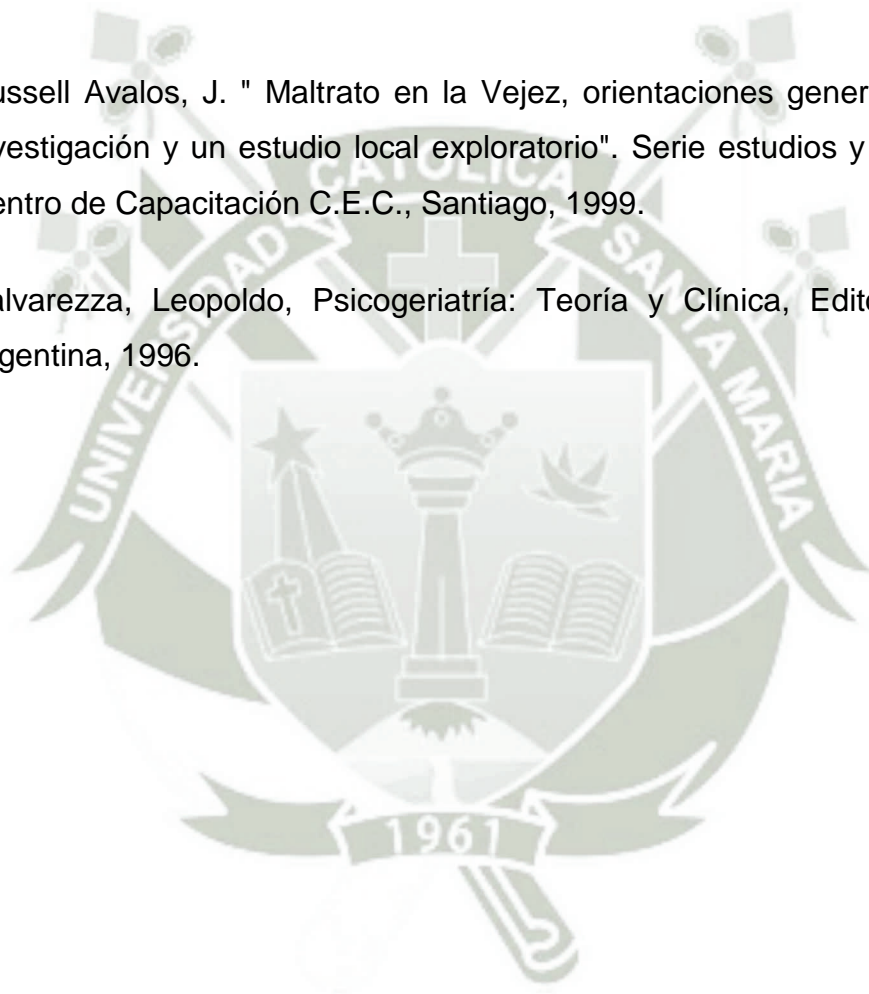 ussell Avalos, J. " Maltrato en la Vejez, orientaciones gener
vestigación y un estudio local exploratorio". Serie estudios y
entro de Capacitación C.E.C., Santiago, 1999.
alvarezza, Leopoldo, Psicogeriatría: Teoría y Clínica, Edito
gentina, 1996.
UNIVERSIDAD CATOLICA SANTA MARIA
1961